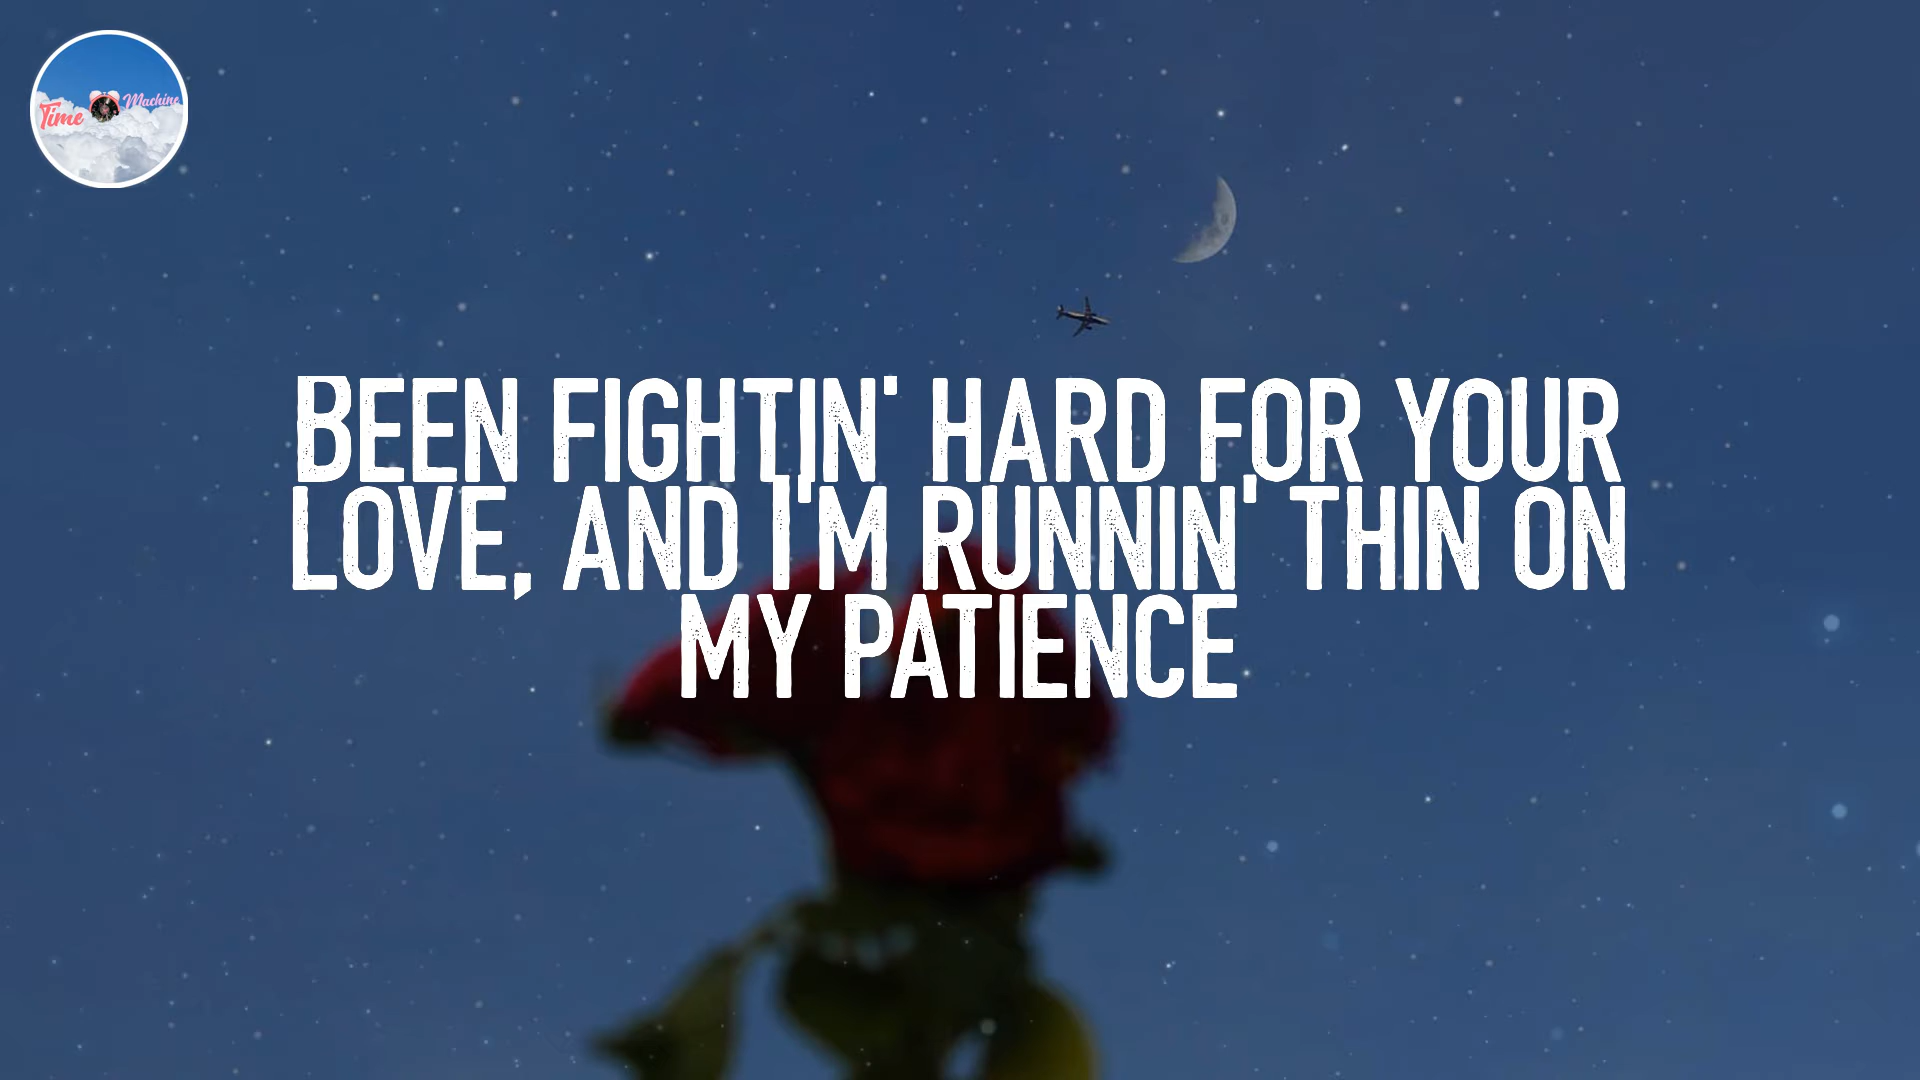 Time Machine
BEEN FIGHTIN' HARD FOR YOUR
LOVE, AND I'M RUNNIN' THIN ON
MY PATIENCE